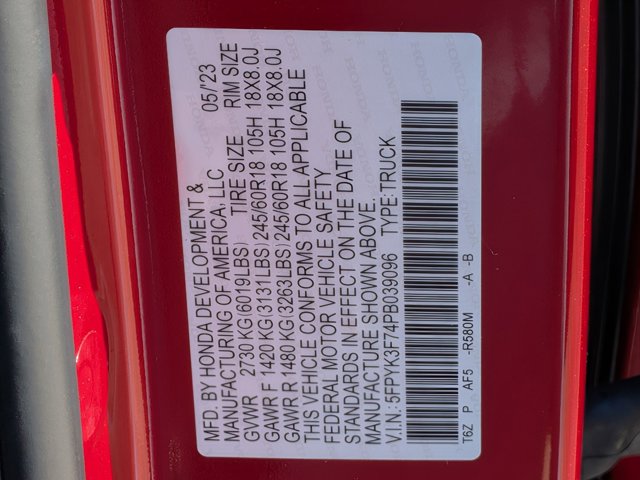 MFD. BY HONDA DEVELOPMENT &
MANUFACTURING OF AMERICA, LLC 05/'23
GVWR 2730 KG (6019LBS) TIRE SIZE RIM SIZE
GAWR F 1420 KG (3131LBS) 245/60R18 105H 18X8.0J
GAWR R 1480 KG (3263LBS) 245/60R18 105H 18X8.0J
THIS VEHICLE CONFORMS TO ALL APPLICABLE
FEDERAL MOTOR VEHICLE SAFETY
STANDARDS IN EFFECT ON THE DATE OF
MANUFACTURE SHOWN ABOVE.
V.I.N.: 5FPYK3F74PB039096 TYPE: TRUCK
T6Z P AF5 -R580M -A -B